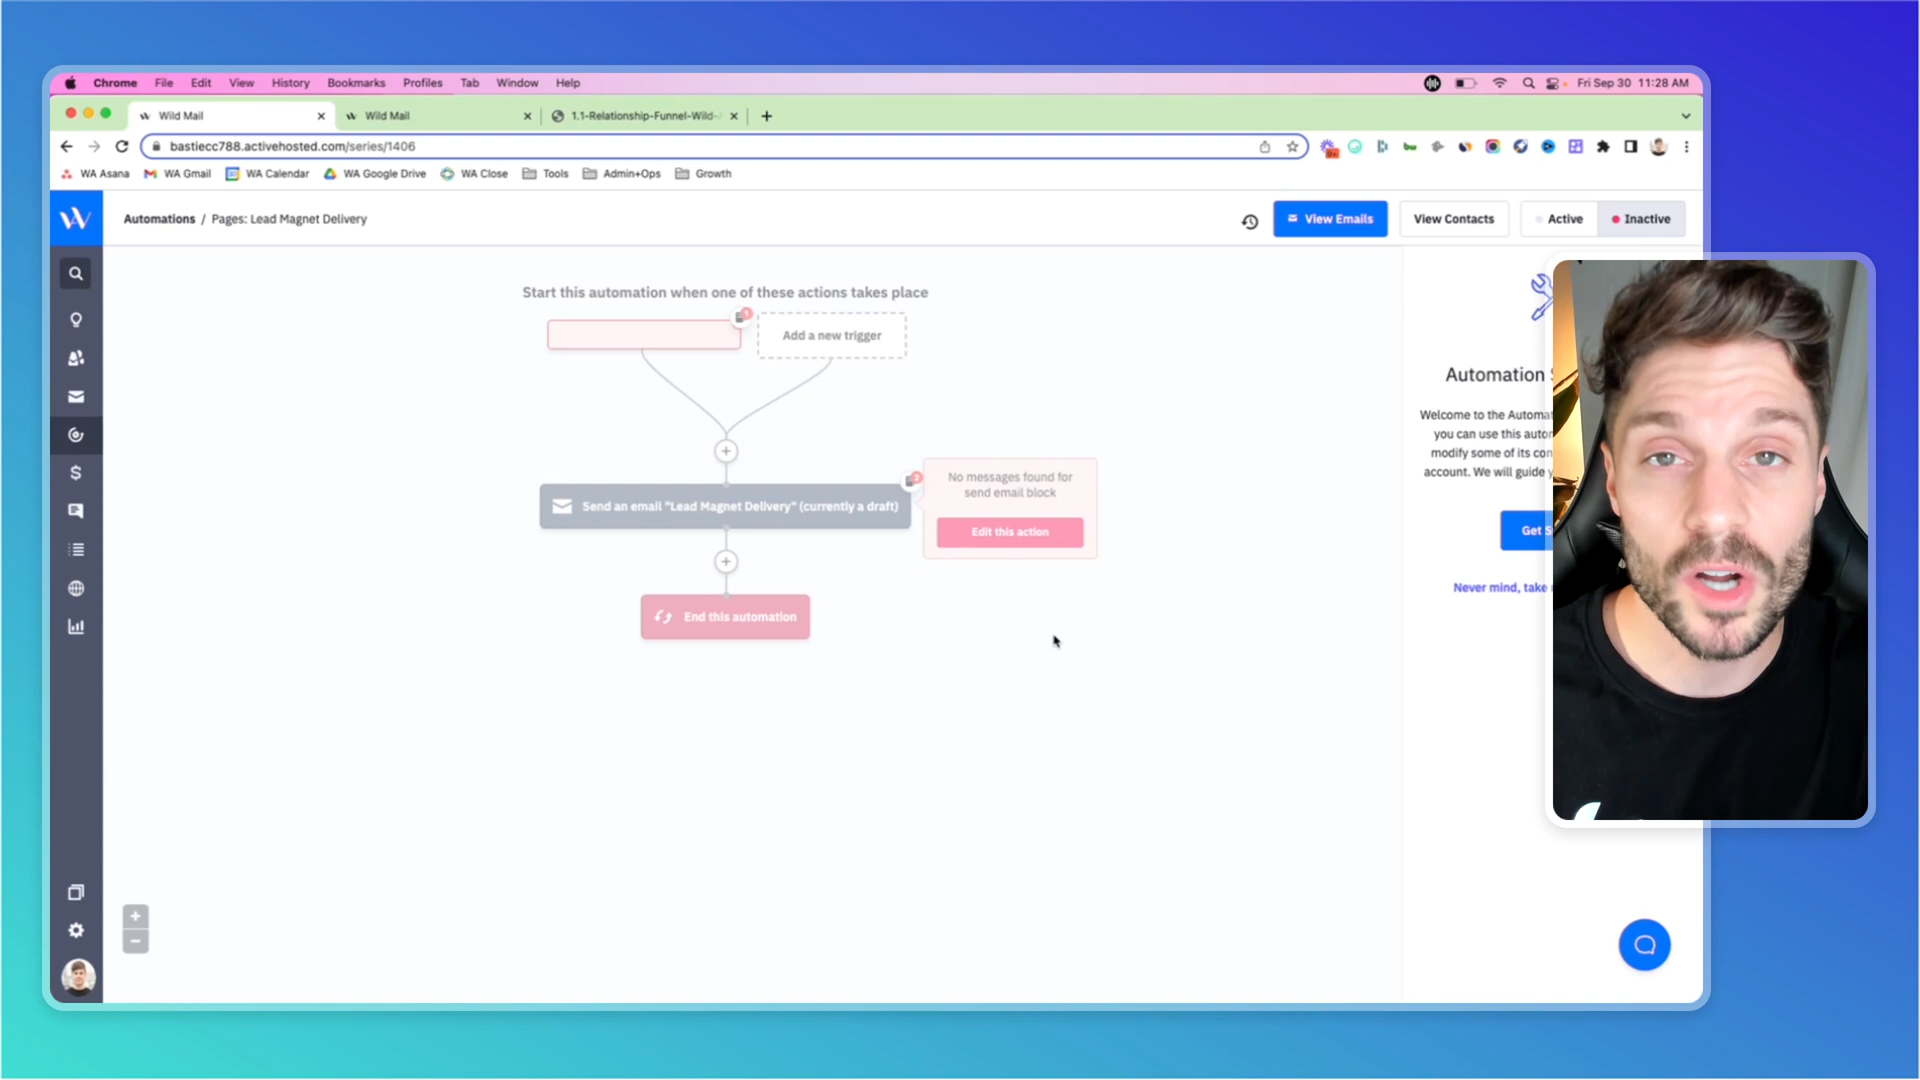 Chrome File Edit View History Bookmarks Profiles Tab Window Help Fri Sep 30 11:28 AM
Wild Mail Wild Mail 1.1-Relationship-Funnel-Wild-
bastiecc788.activehosted.com/series/1406
WA Asana WA Gmail WA Calendar WA Google Drive WA Close Tools Admin+Ops Growth
Automations / Pages: Lead Magnet Delivery View Emails View Contacts Active Inactive
Start this automation when one of these actions takes place
Add a new trigger
Automation
Welcome to the Automa
you can use this auto
modify some of its con
account. We will guide
No messages found for
send email block
Send an email "Lead Magnet Delivery" (currently a draft)
Edit this action
Get S
Never mind, take
End this automation